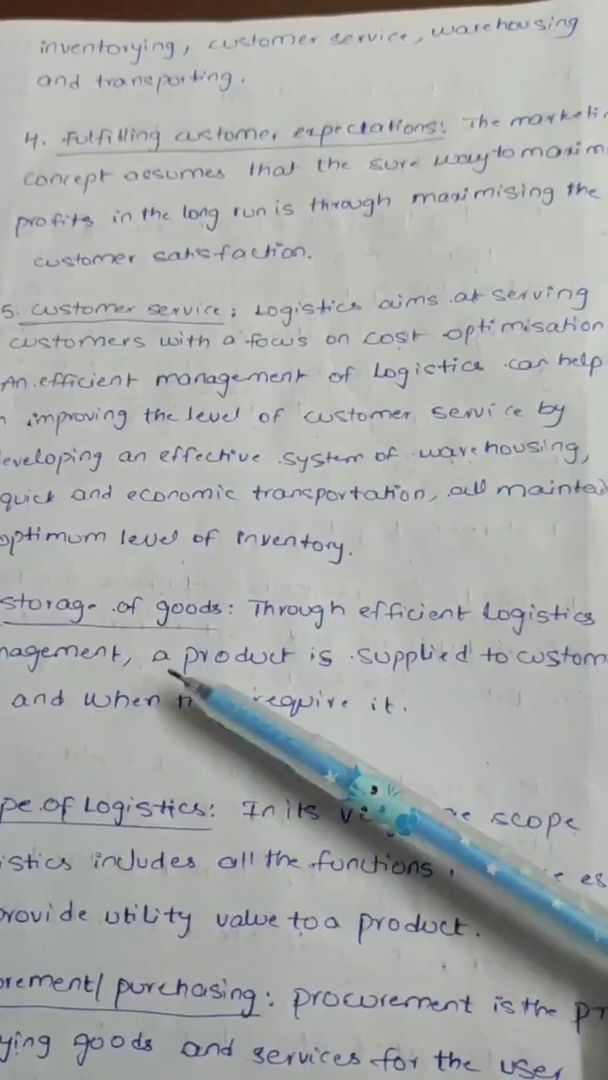 inventorying, customer service, warehousing
and transporting.
4. Fulfilling customer expectations: The marketi
concept assumes that the sure way to maxim
profits in the long run is through maximising the
customer satisfaction.
5. customer service: Logistics aims at serving
customers with a focus on cost optimisation
An efficient management of logistics can help
improving the level of customer service by
eveloping an effective system of warehousing,
quick and economic transportation, all maintai
optimum level of inventory.
storage of goods: Through efficient Logistics
nagement, a product is supplied to custom
and when require it.
pe of Logistics: In its scope
istics includes all the functions,
rovide utility value to a product.
urement/ purchasing: procurement is the pr
ying goods and services for the user